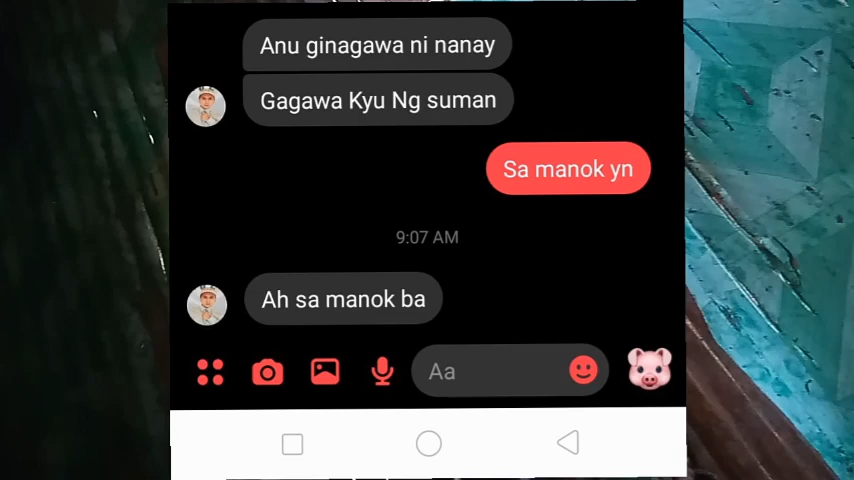 Anu ginagawa ni nanay
Gagawa Kyu Ng suman
Sa manok yn
9:07 AM
Ah sa manok ba
Aa